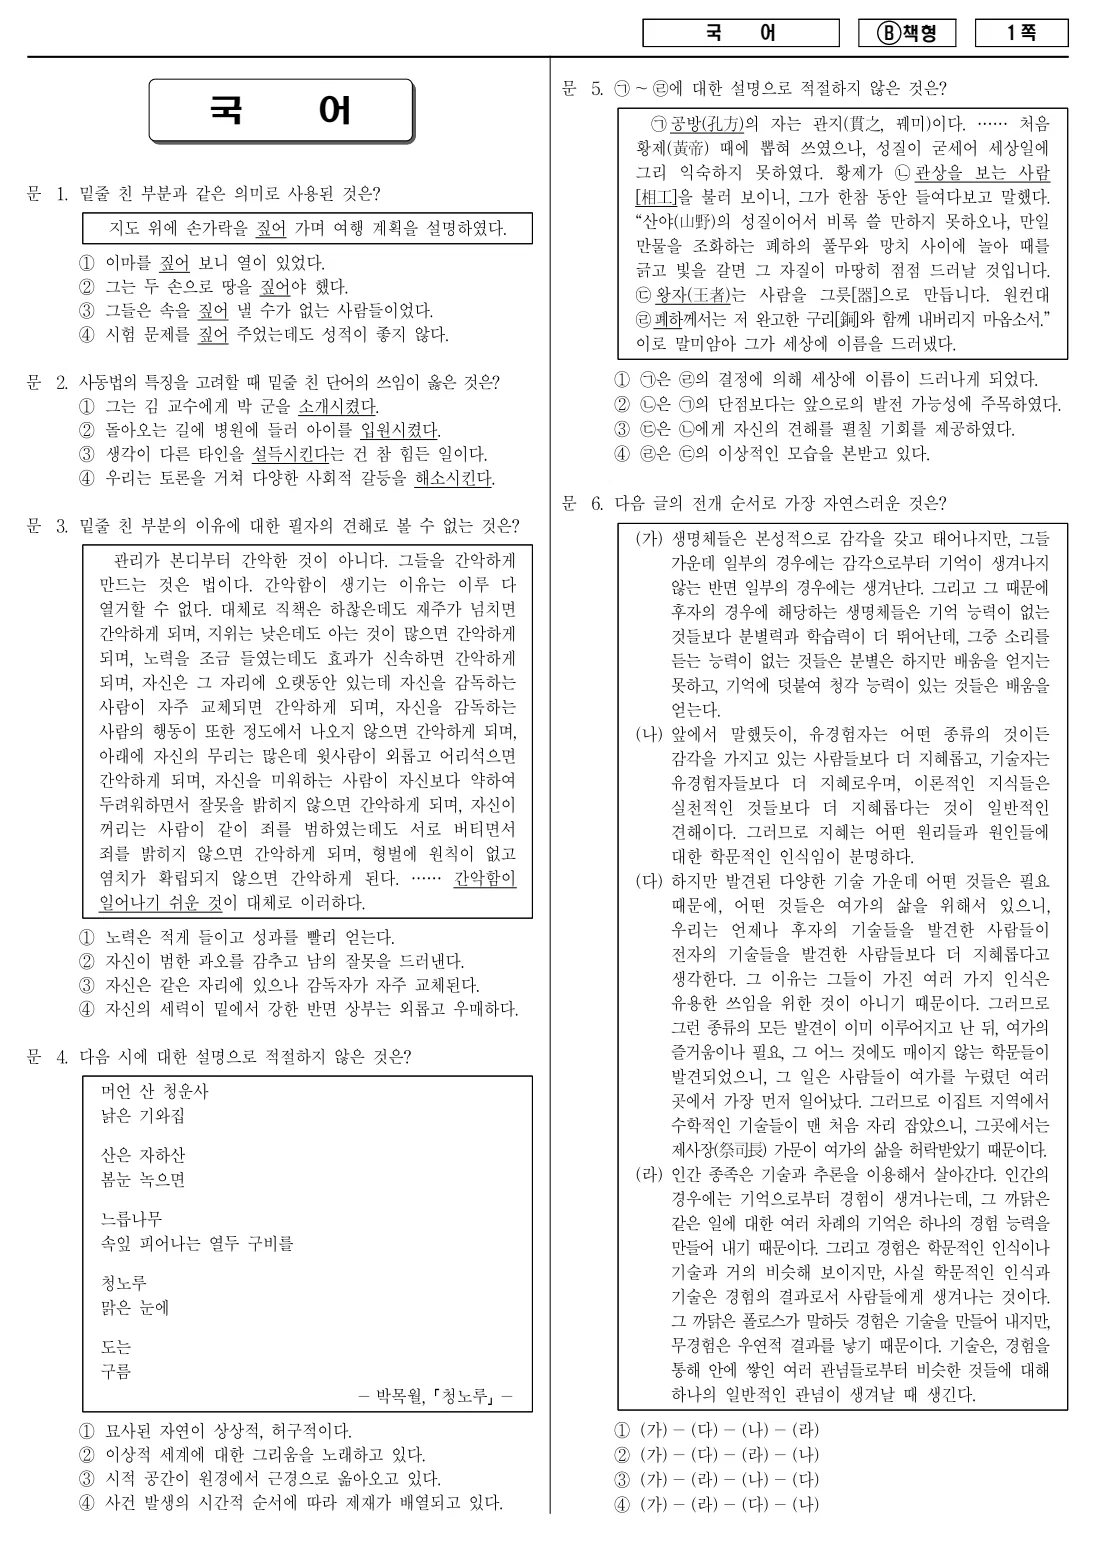 국 어
Ⓑ책형
1 쪽
국 어
문 1. 밑줄 친 부분과 같은 의미로 사용된 것은?
지도 위에 손가락을 짚어 가며 여행 계획을 설명하였다.
① 이마를 짚어 보니 열이 있었다.
② 그는 두 손으로 땅을 짚어야 했다.
③ 그들은 속을 짚어 낼 수가 없는 사람들이었다.
④ 시험 문제를 짚어 주었는데도 성적이 좋지 않다.
문 2. 사동법의 특징을 고려할 때 밑줄 친 단어의 쓰임이 옳은 것은?
① 그는 김 교수에게 박 군을 소개시켰다.
② 돌아오는 길에 병원에 들러 아이를 입원시켰다.
③ 생각이 다른 타인을 설득시킨다는 건 참 힘든 일이다.
④ 우리는 토론을 거쳐 다양한 사회적 갈등을 해소시킨다.
문 3. 밑줄 친 부분의 이유에 대한 필자의 견해로 볼 수 없는 것은?
관리가 본디부터 간악한 것이 아니다. 그들을 간악하게
만드는 것은 법이다. 간악함이 생기는 이유는 이루 다
열거할 수 없다. 대체로 직책은 하찮은데도 재주가 넘치면
간악하게 되며, 지위는 낮은데도 아는 것이 많으면 간악하게
되며, 노력을 조금 들였는데도 효과가 신속하면 간악하게
되며, 자신은 그 자리에 오랫동안 있는데 자신을 감독하는
사람이 자주 교체되면 간악하게 되며, 자신을 감독하는
사람의 행동이 또한 정도에서 나오지 않으면 간악하게 되며,
아래에 자신의 무리는 많은데 윗사람이 외롭고 어리석으면
간악하게 되며, 자신을 미워하는 사람이 자신보다 약하여
두려워하면서 잘못을 밝히지 않으면 간악하게 되며, 자신이
꺼리는 사람이 같이 죄를 범하였는데도 서로 버티면서
죄를 밝히지 않으면 간악하게 되며, 형벌에 원칙이 없고
염치가 확립되지 않으면 간악하게 된다. …… 간악함이
일어나기 쉬운 것이 대체로 이러하다.
① 노력은 적게 들이고 성과를 빨리 얻는다.
② 자신이 범한 과오를 감추고 남의 잘못을 드러낸다.
③ 자신은 같은 자리에 있으나 감독자가 자주 교체된다.
④ 자신의 세력이 밑에서 강한 반면 상부는 외롭고 우매하다.
문 4. 다음 시에 대한 설명으로 적절하지 않은 것은?
머언 산 청운사
낡은 기와집
산은 자하산
봄눈 녹으면
느릅나무
속잎 피어나는 열두 구비를
청노루
맑은 눈에
도는
구름
－ 박목월, 「청노루」－
① 묘사된 자연이 상상적, 허구적이다.
② 이상적 세계에 대한 그리움을 노래하고 있다.
③ 시적 공간이 원경에서 근경으로 옮아오고 있다.
④ 사건 발생의 시간적 순서에 따라 제재가 배열되고 있다.
문 5. ㉠ ~ ㉣에 대한 설명으로 적절하지 않은 것은?
㉠ 공방(孔方)의 자는 관지(貫之, 꿰미)이다. …… 처음
황제(黃帝) 때에 뽑혀 쓰였으나, 성질이 굳세어 세상일에
그리 익숙하지 못하였다. 황제가 ㉡ 관상을 보는 사람
[相工]을 불러 보이니, 그가 한참 동안 들여다보고 말했다.
“산야(山野)의 성질이어서 비록 쓸 만하지 못하오나, 만일
만물을 조화하는 폐하의 풀무와 망치 사이에 놀아 때를
긁고 빛을 갈면 그 자질이 마땅히 점점 드러날 것입니다.
㉢ 왕자(王者)는 사람을 그릇[器]으로 만듭니다. 원컨대
㉣ 폐하께서는 저 완고한 구리[銅]와 함께 내버리지 마옵소서.”
이로 말미암아 그가 세상에 이름을 드러냈다.
① ㉠은 ㉣의 결정에 의해 세상에 이름이 드러나게 되었다.
② ㉡은 ㉠의 단점보다는 앞으로의 발전 가능성에 주목하였다.
③ ㉢은 ㉡에게 자신의 견해를 펼칠 기회를 제공하였다.
④ ㉣은 ㉢의 이상적인 모습을 본받고 있다.
문 6. 다음 글의 전개 순서로 가장 자연스러운 것은?
(가) 생명체들은 본성적으로 감각을 갖고 태어나지만, 그들
가운데 일부의 경우에는 감각으로부터 기억이 생겨나지
않는 반면 일부의 경우에는 생겨난다. 그리고 그 때문에
후자의 경우에 해당하는 생명체들은 기억 능력이 없는
것들보다 분별력과 학습력이 더 뛰어난데, 그중 소리를
듣는 능력이 없는 것들은 분별은 하지만 배움을 얻지는
못하고, 기억에 덧붙여 청각 능력이 있는 것들은 배움을
얻는다.
(나) 앞에서 말했듯이, 유경험자는 어떤 종류의 것이든
감각을 가지고 있는 사람들보다 더 지혜롭고, 기술자는
유경험자들보다 더 지혜로우며, 이론적인 지식들은
실천적인 것들보다 더 지혜롭다는 것이 일반적인
견해이다. 그러므로 지혜는 어떤 원리들과 원인들에
대한 학문적인 인식임이 분명하다.
(다) 하지만 발견된 다양한 기술 가운데 어떤 것들은 필요
때문에, 어떤 것들은 여가의 삶을 위해서 있으니,
우리는 언제나 후자의 기술들을 발견한 사람들이
전자의 기술들을 발견한 사람들보다 더 지혜롭다고
생각한다. 그 이유는 그들이 가진 여러 가지 인식은
유용한 쓰임을 위한 것이 아니기 때문이다. 그러므로
그런 종류의 모든 발견이 이미 이루어지고 난 뒤, 여가의
즐거움이나 필요, 그 어느 것에도 매이지 않는 학문들이
발견되었으니, 그 일은 사람들이 여가를 누렸던 여러
곳에서 가장 먼저 일어났다. 그러므로 이집트 지역에서
수학적인 기술들이 맨 처음 자리 잡았으니, 그곳에서는
제사장(祭司長) 가문이 여가의 삶을 허락받았기 때문이다.
(라) 인간 종족은 기술과 추론을 이용해서 살아간다. 인간의
경우에는 기억으로부터 경험이 생겨나는데, 그 까닭은
같은 일에 대한 여러 차례의 기억은 하나의 경험 능력을
만들어 내기 때문이다. 그리고 경험은 학문적인 인식이나
기술과 거의 비슷해 보이지만, 사실 학문적인 인식과
기술은 경험의 결과로서 사람들에게 생겨나는 것이다.
그 까닭은 폴로스가 말하듯 경험은 기술을 만들어 내지만,
무경험은 우연적 결과를 낳기 때문이다. 기술은, 경험을
통해 안에 쌓인 여러 관념들로부터 비슷한 것들에 대해
하나의 일반적인 관념이 생겨날 때 생긴다.
① (가) － (다) － (나) － (라)
② (가) － (다) － (라) － (나)
③ (가) － (라) － (나) － (다)
④ (가) － (라) － (다) － (나)